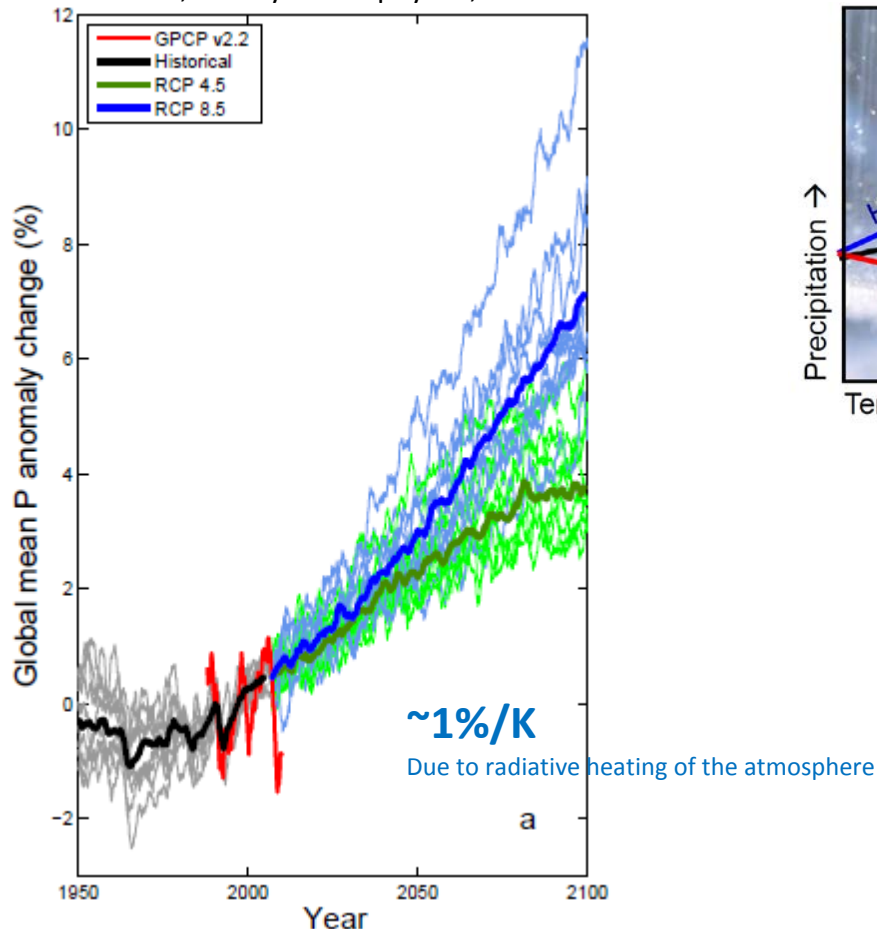 12
GPCP v2.2
Historical
RCP 4.5
RCP 8.5
10
8
6
4
2
0
−2
Global mean P anomaly change (%)
~1%/K
Due to radiative heating of the atmosphere
a
1950
2000
2050
2100
Year
Precipitation →